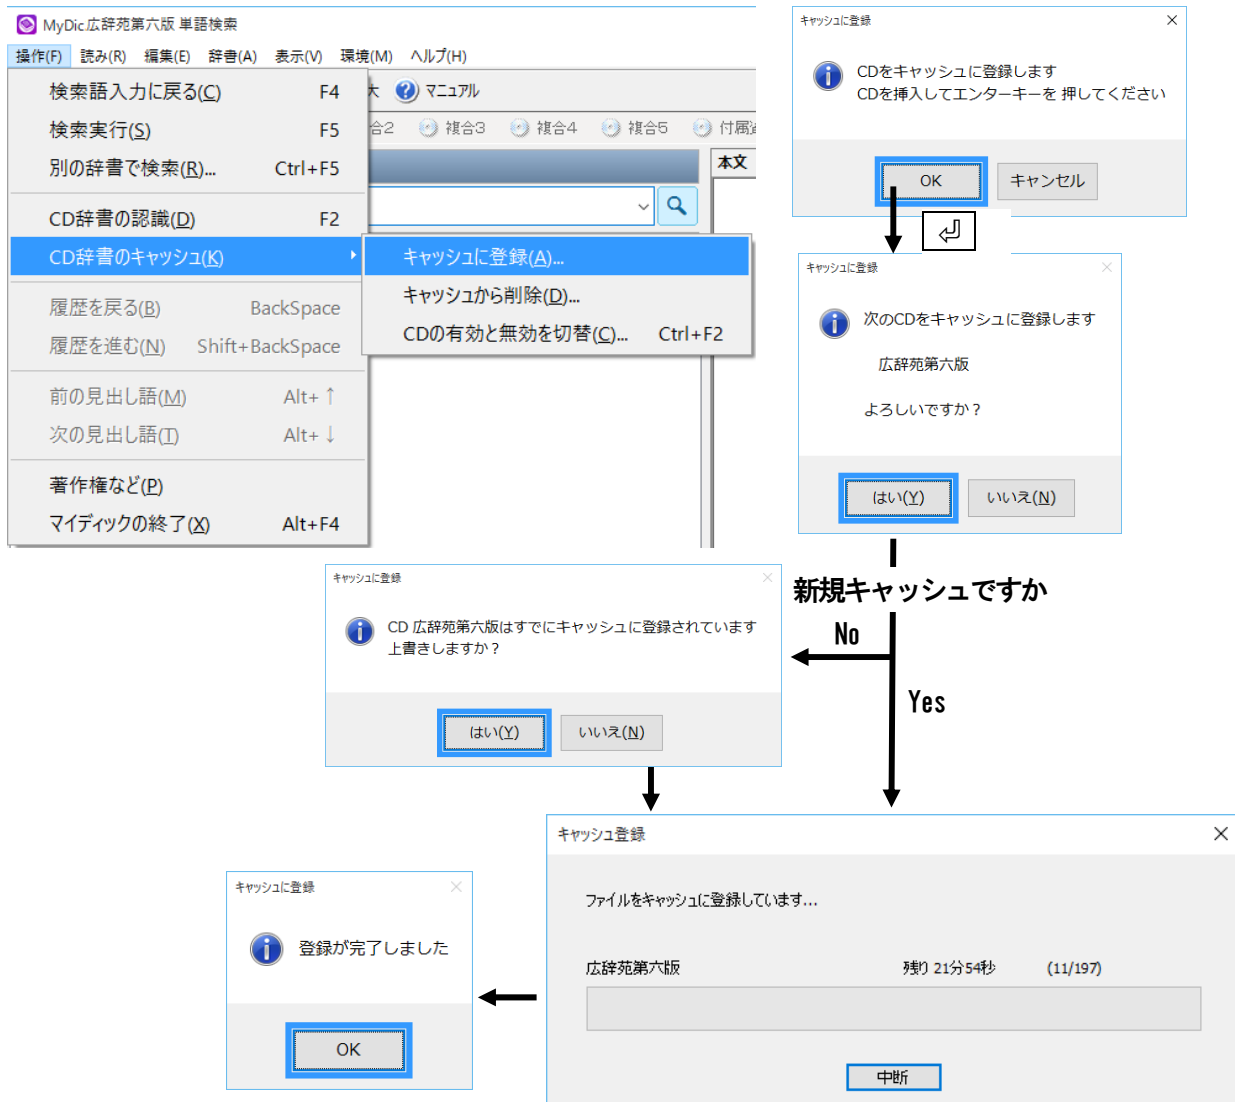 MyDic広辞苑第六版 単語検索
操作(F) 読み(R) 編集(E) 辞書(A) 表示(V) 環境(M) ヘルプ(H)
大 マニュアル
合2 複合3 複合4 複合5 付属
本文
検索語入力に戻る(C) F4
検索実行(S) F5
別の辞書で検索(R)... Ctrl+F5
CD辞書の認識(D) F2
CD辞書のキャッシュ(K)
履歴を戻る(B) BackSpace
履歴を進む(N) Shift+BackSpace
前の見出し語(M) Alt+↑
次の見出し語(T) Alt+↓
著作権など(P)
マイディックの終了(X) Alt+F4
キャッシュに登録(A)...
キャッシュから削除(D)...
CDの有効と無効を切替(C)... Ctrl+F2
キャッシュに登録
CDをキャッシュに登録します
CDを挿入してエンターキーを 押してください
OK キャンセル
キャッシュに登録
次のCDをキャッシュに登録します
広辞苑第六版
よろしいですか？
はい(Y) いいえ(N)
新規キャッシュですか
No
Yes
キャッシュに登録
CD 広辞苑第六版はすでにキャッシュに登録されています
上書きしますか？
はい(Y) いいえ(N)
キャッシュ登録
ファイルをキャッシュに登録しています...
広辞苑第六版 残り 21分54秒 (11/197)
中断
キャッシュに登録
登録が完了しました
OK